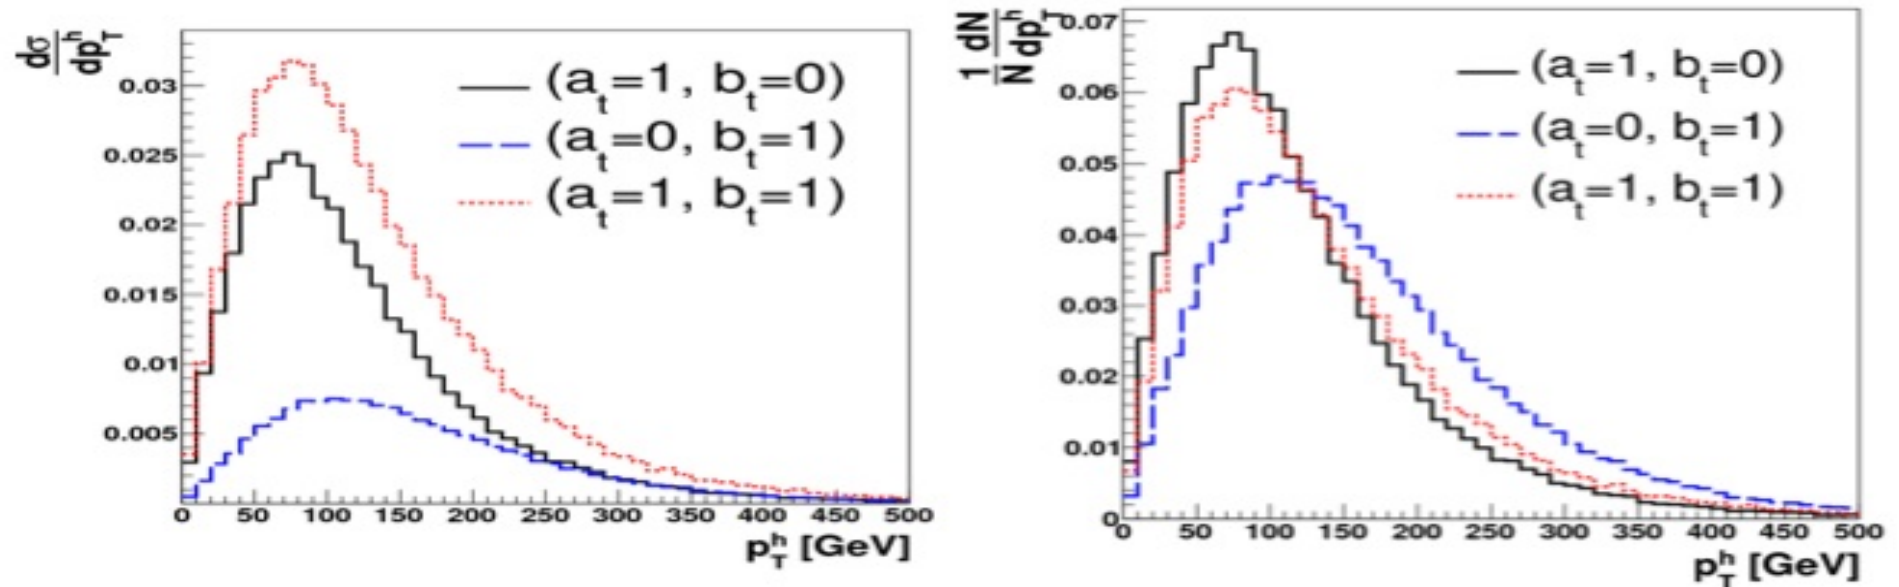 dσ
dp_T^h
0.03
0.025
0.02
0.015
0.01
0.005
(a_t=1, b_t=0)
(a_t=0, b_t=1)
(a_t=1, b_t=1)
0 50 100 150 200 250 300 350 400 450 500
p_T^h [GeV]
1 dN
N dp_T^h
0.07
0.06
0.05
0.04
0.03
0.02
0.01
0
(a_t=1, b_t=0)
(a_t=0, b_t=1)
(a_t=1, b_t=1)
0 50 100 150 200 250 300 350 400 450 500
p_T^h [GeV]